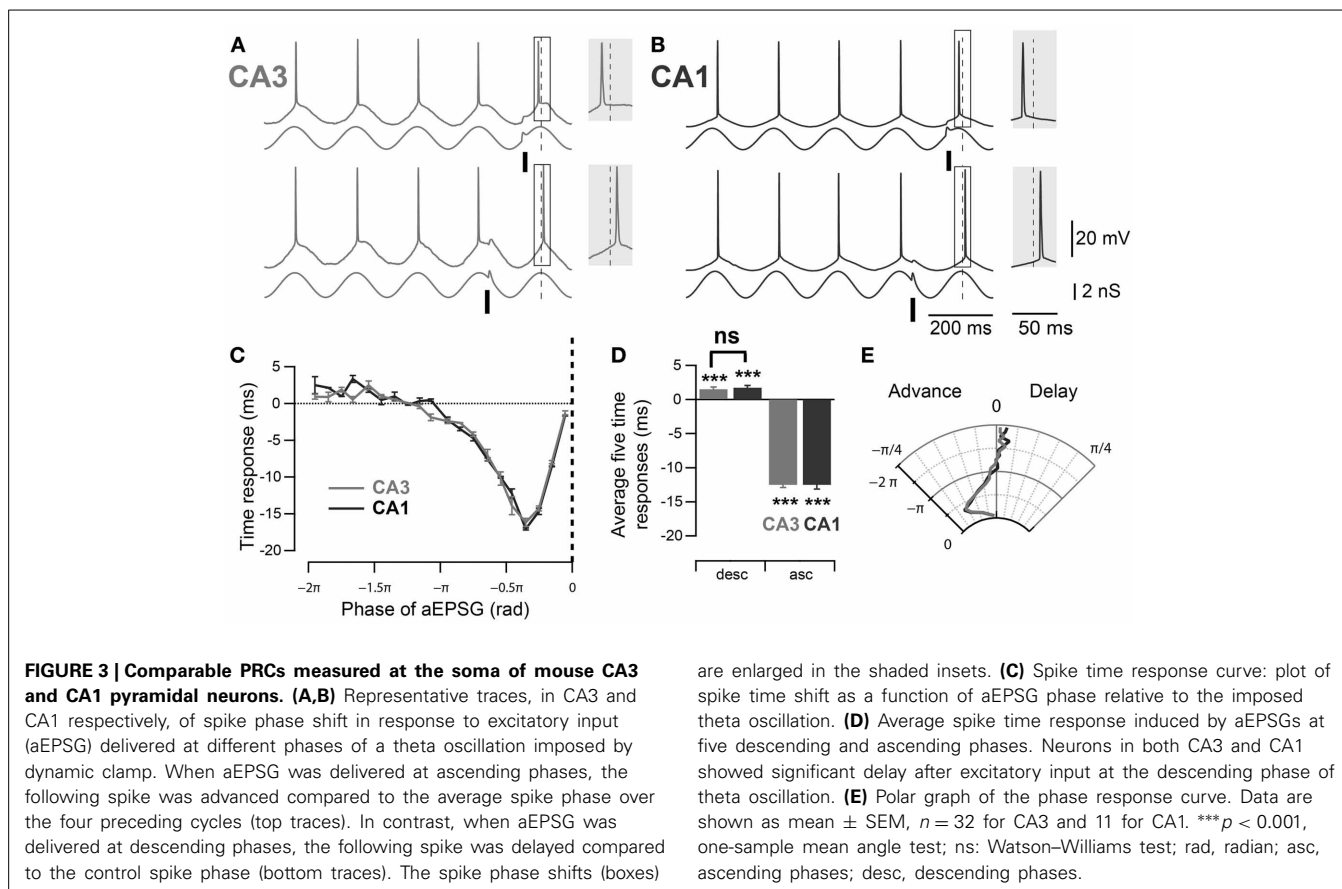 A
CA3
B
CA1
20 mV
2 nS
200 ms
50 ms
C
Time response (ms)
5
0
-5
-10
-15
-20
CA3
CA1
−2π
−1.5π
−π
−0.5π
0
Phase of aEPSG (rad)
D
Average five time
responses (ms)
5
0
-5
-10
-15
-20
ns
***
***
***
***
CA3
CA1
desc
asc
E
Advance
0
Delay
−π/4
π/4
−2 π
−π
0
FIGURE 3 | Comparable PRCs measured at the soma of mouse CA3
and CA1 pyramidal neurons. (A,B) Representative traces, in CA3 and
CA1 respectively, of spike phase shift in response to excitatory input
(aEPSG) delivered at different phases of a theta oscillation imposed by
dynamic clamp. When aEPSG was delivered at ascending phases, the
following spike was advanced compared to the average spike phase over
the four preceding cycles (top traces). In contrast, when aEPSG was
delivered at descending phases, the following spike was delayed compared
to the control spike phase (bottom traces). The spike phase shifts (boxes)
are enlarged in the shaded insets. (C) Spike time response curve: plot of
spike time shift as a function of aEPSG phase relative to the imposed
theta oscillation. (D) Average spike time response induced by aEPSGs at
five descending and ascending phases. Neurons in both CA3 and CA1
showed significant delay after excitatory input at the descending phase of
theta oscillation. (E) Polar graph of the phase response curve. Data are
shown as mean ± SEM, n = 32 for CA3 and 11 for CA1. ***p < 0.001,
one-sample mean angle test; ns: Watson–Williams test; rad, radian; asc,
ascending phases; desc, descending phases.